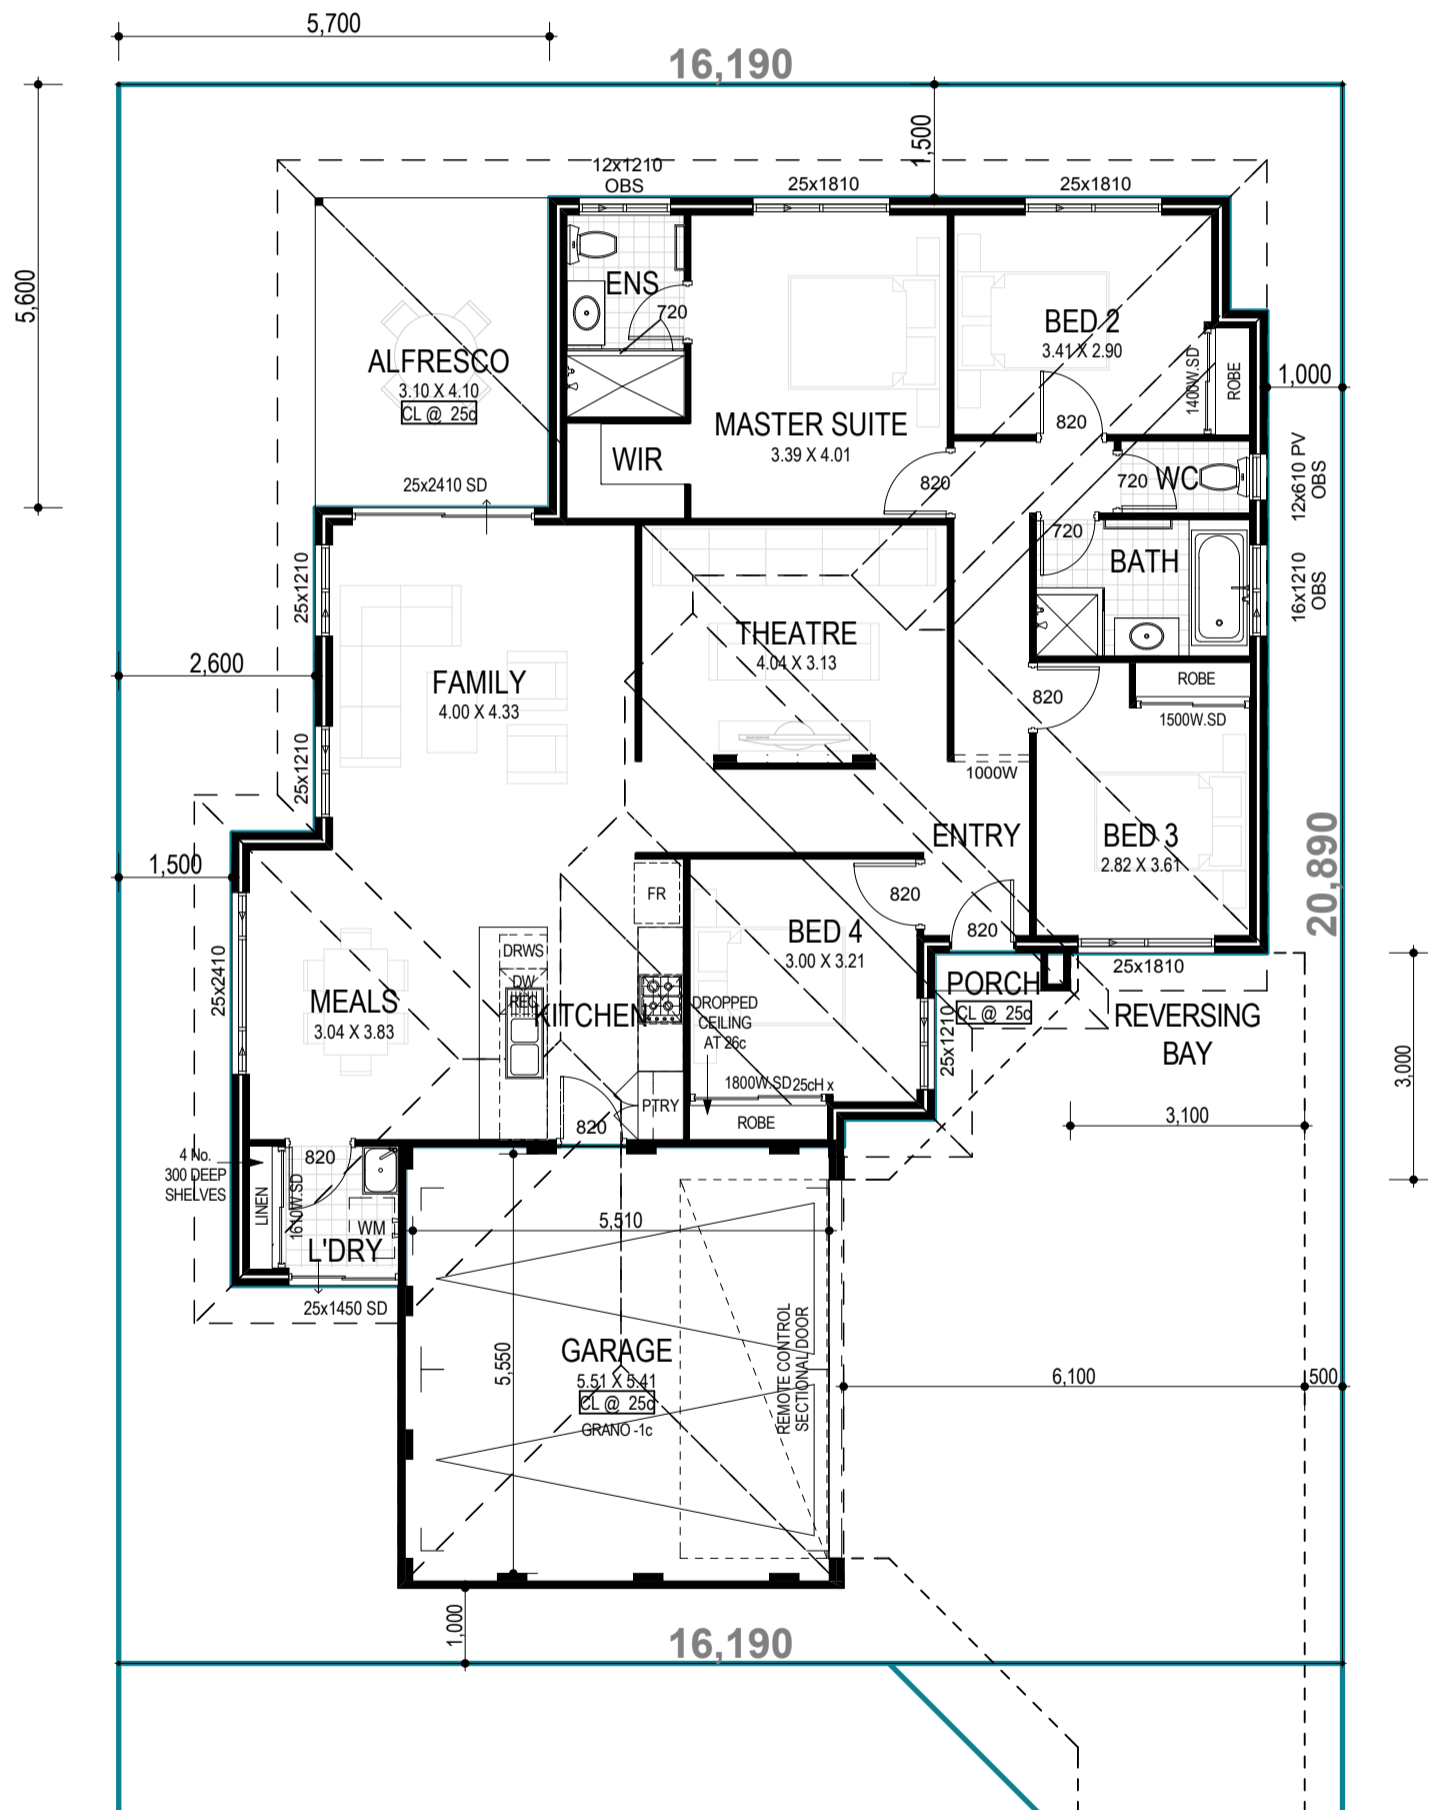 5,700
16,190
5,600
1,500
12x1210
OBS
25x1810
25x1810
ENS
720
BED 2
3.41 X 2.90
1400W.SD
ROBE
1,000
ALFRESCO
3.10 X 4.10
CL @ 25c
MASTER SUITE
3.39 X 4.01
820
WIR
820
WC
720
12x610 PV
OBS
25x2410 SD
720
BATH
16x1210
OBS
25x1210
THEATRE
4.04 X 3.13
2,600
FAMILY
4.00 X 4.33
820
ROBE
1500W.SD
25x1210
1000W
ENTRY
BED 3
2.82 X 3.61
20,890
1,500
FR
820
820
BED 4
3.00 X 3.21
DRWS
DW
REC
25x2410
MEALS
3.04 X 3.83
KITCHEN
DROPPED
CEILING
AT 26c
PORCH
CL @ 25c
25x1810
25x1210
REVERSING
BAY
3,000
1800W.SD
25cH x
PTRY
ROBE
3,100
820
4 No.
300 DEEP
SHELVES
820
LINEN
1610W.SD
WM
L'DRY
5,510
25x1450 SD
5,550
GARAGE
5.51 X 5.41
CL @ 25c
GRANO -1c
REMOTE CONTROL
SECTIONAL DOOR
6,100
500
1,000
16,190